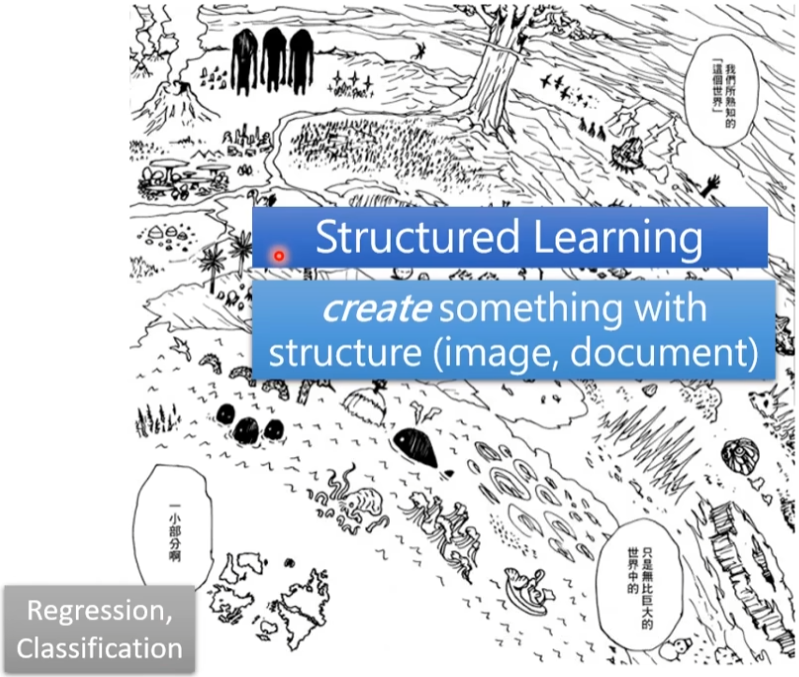 我們所熟知的
「這個世界」
Structured Learning
create something with
structure (image, document)
只是無比巨大的
世界中的
一小部分啊
Regression,
Classification